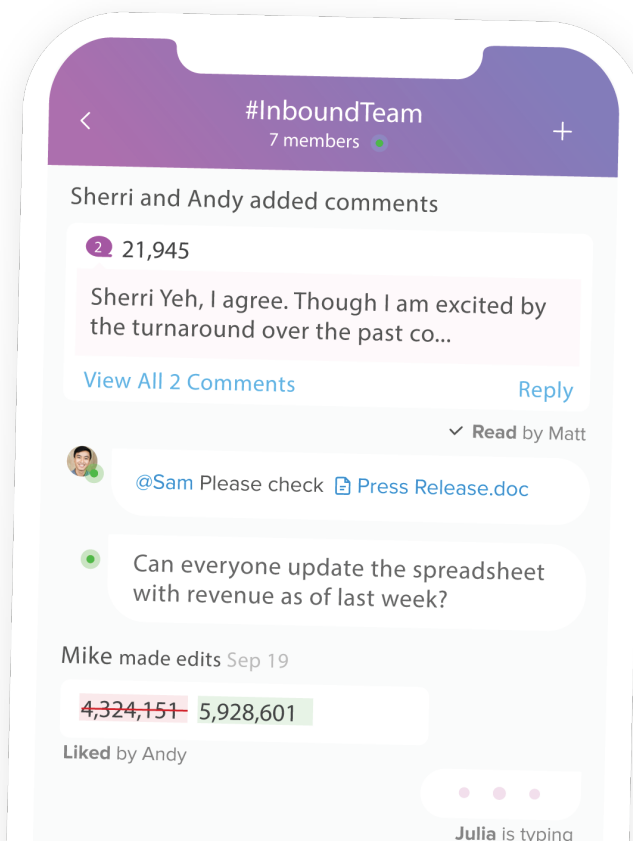 #InboundTeam
7 members
Sherri and Andy added comments
2 21,945
Sherri Yeh, I agree. Though I am excited by
the turnaround over the past co...
View All 2 Comments Reply
Read by Matt
@Sam Please check Press Release.doc
Can everyone update the spreadsheet
with revenue as of last week?
Mike made edits Sep 19
4,324,151 5,928,601
Liked by Andy
Julia is typing